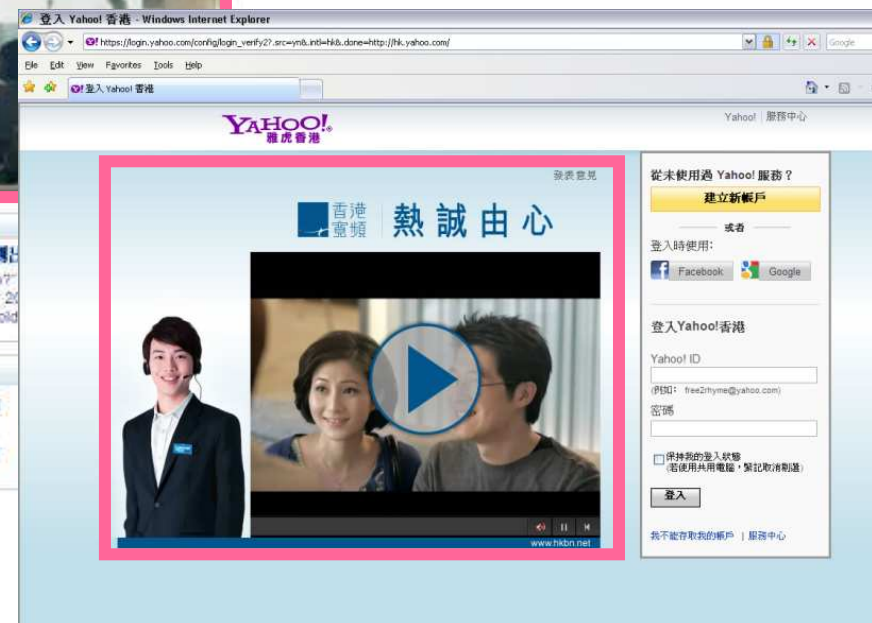 登入 Yahoo! 香港 - Windows Internet Explorer
https://login.yahoo.com/config/login_verify2?.src=yn&.intl=hk&.done=http://hk.yahoo.com/
Google
File Edit View Favorites Tools Help
登入 Yahoo! 香港
YAHOO!
雅虎香港
Yahoo! | 服務中心
發表意見
香港寬頻
熱誠由心
www.hkbn.net
從未使用過 Yahoo! 服務？
建立新帳戶
或者
登入時使用:
Facebook
Google
登入Yahoo!香港
Yahoo! ID
(例如： free2rhyme@yahoo.com)
密碼
保持我的登入狀態
(若使用共用電腦，緊記取消剔選)
登入
我不能存取我的帳戶 | 服務中心